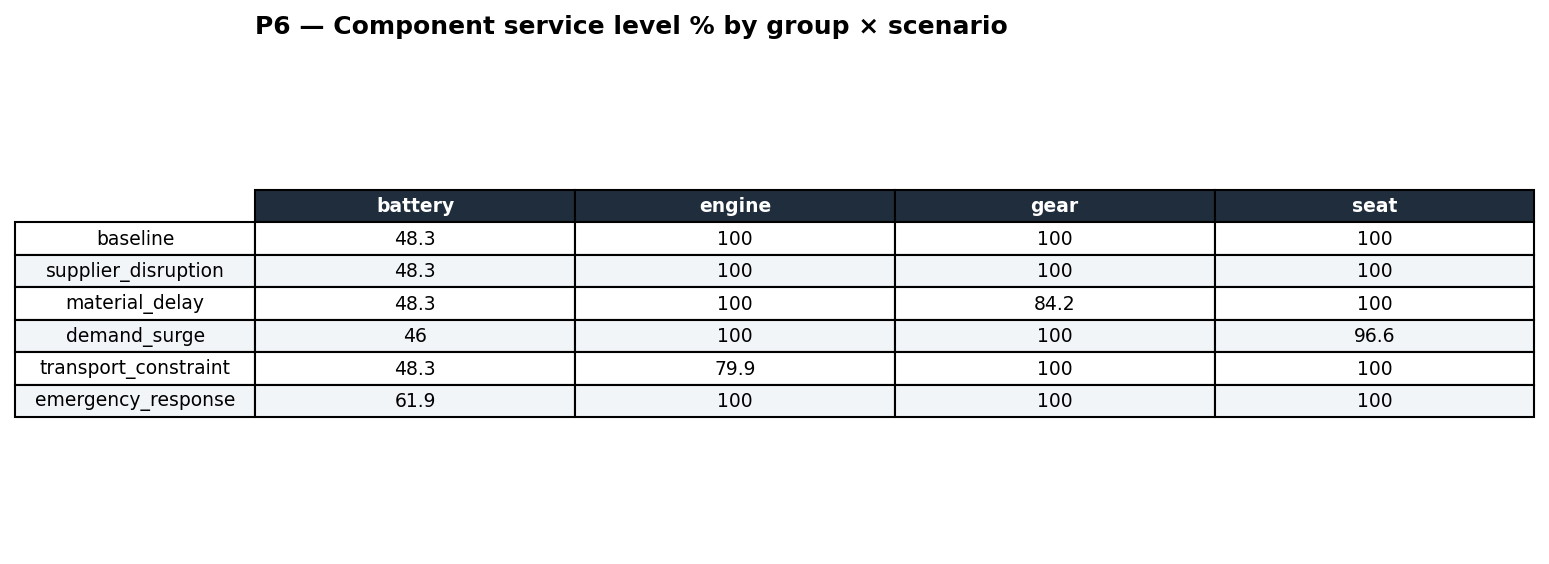 P6 — Component service level % by group × scenario
battery engine gear seat
baseline 48.3 100 100 100
supplier_disruption 48.3 100 100 100
material_delay 48.3 100 84.2 100
demand_surge 46 100 100 96.6
transport_constraint 48.3 79.9 100 100
emergency_response 61.9 100 100 100